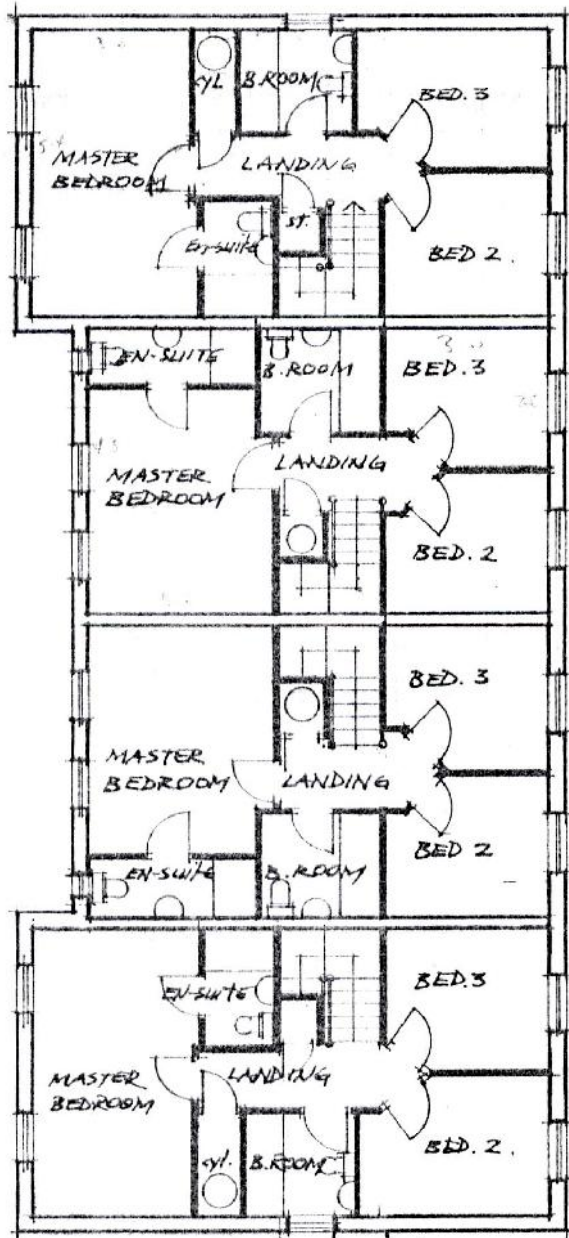 CYL
B.ROOM
BED.3
MASTER
BEDROOM
LANDING
EN-SUITE
ST.
BED 2.
EN-SUITE
B.ROOM
BED.3
LANDING
MASTER
BEDROOM
BED.2
BED.3
MASTER
BEDROOM
LANDING
BED 2
EN-SUITE
B.ROOM
EN-SUITE
BED.3
LANDING
MASTER
BEDROOM
BED.2.
cyl.
B.ROOM